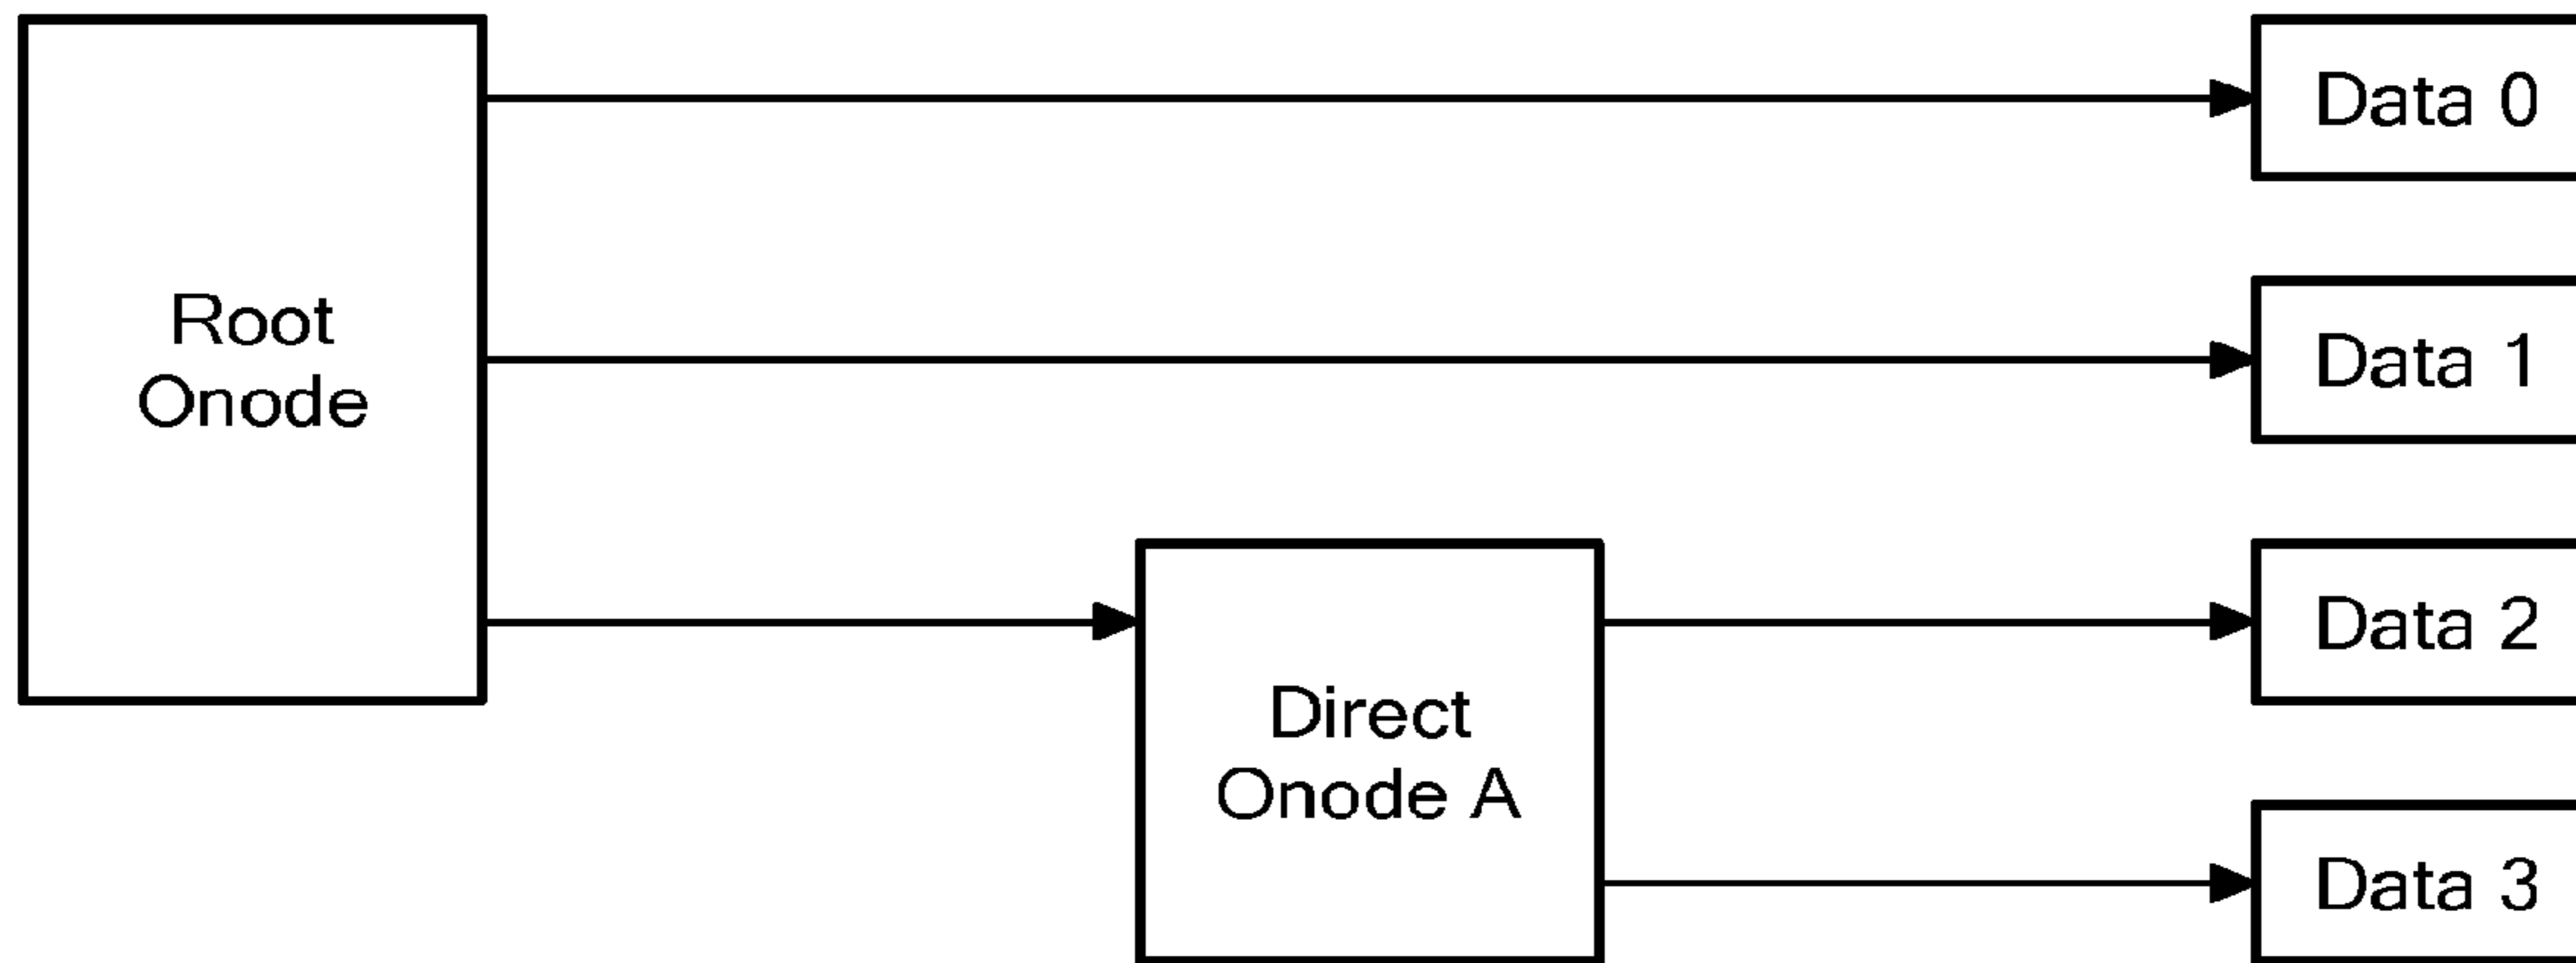 Root
Onode
Data 0
Data 1
Direct
Onode A
Data 2
Data 3